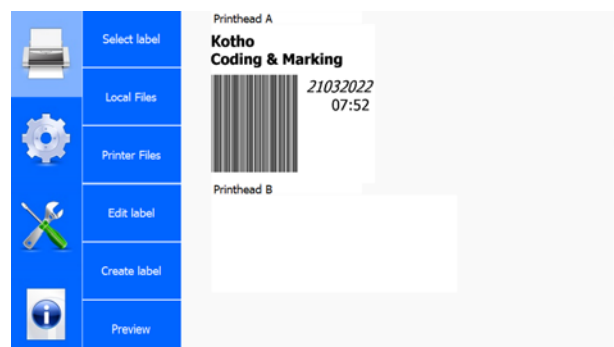 Select label
Local Files
Printer Files
Edit label
Create label
Preview
Printhead A
Kotho
Coding & Marking
21032022
07:52
Printhead B